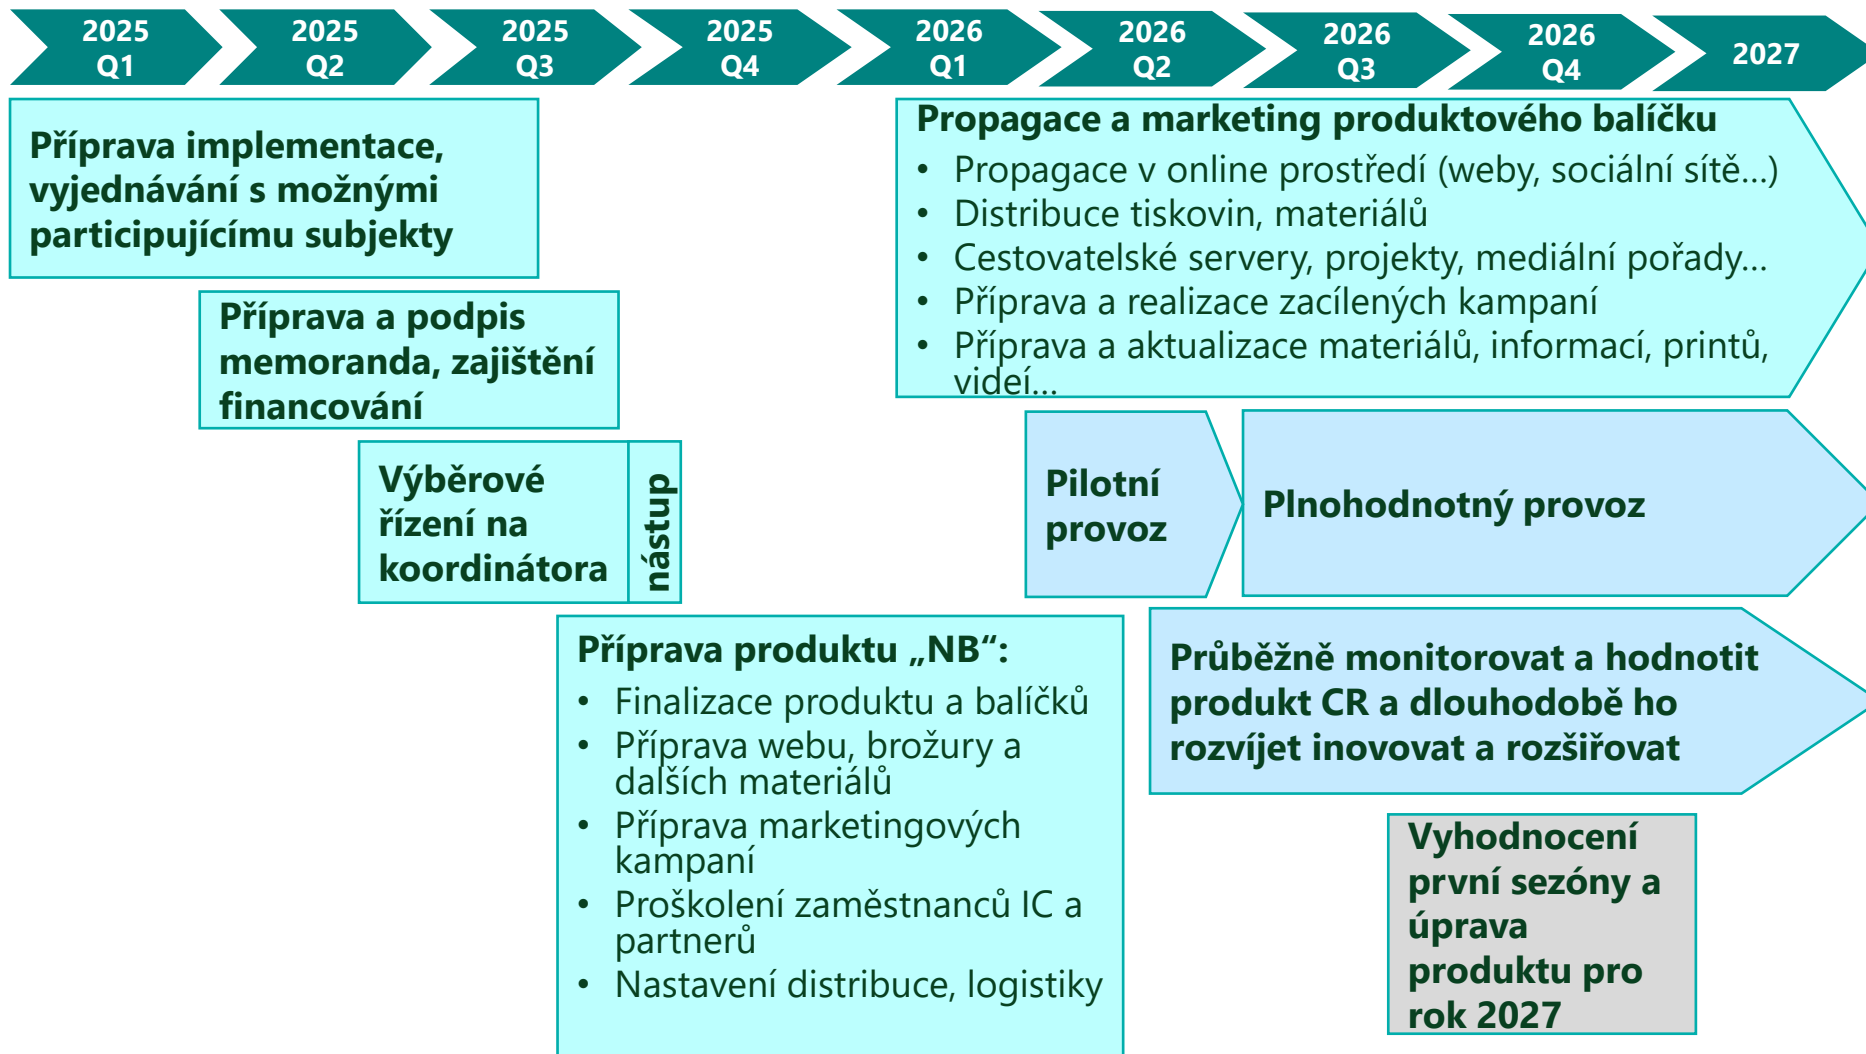 2025
Q1
2025
Q2
2025
Q3
2025
Q4
2026
Q1
2026
Q2
2026
Q3
2026
Q4
2027
Příprava implementace,
vyjednávání s možnými
participujícímu subjekty
Propagace a marketing produktového balíčku
• Propagace v online prostředí (weby, sociální sítě…)
• Distribuce tiskovin, materiálů
• Cestovatelské servery, projekty, mediální pořady…
• Příprava a realizace zacílených kampaní
• Příprava a aktualizace materiálů, informací, printů,
videí…
Příprava a podpis
memoranda, zajištění
financování
Výběrové
řízení na
koordinátora
nástup
Pilotní
provoz
Plnohodnotný provoz
Příprava produktu „NB“:
• Finalizace produktu a balíčků
• Příprava webu, brožury a
dalších materiálů
• Příprava marketingových
kampaní
• Proškolení zaměstnanců IC a
partnerů
• Nastavení distribuce, logistiky
Průběžně monitorovat a hodnotit
produkt CR a dlouhodobě ho
rozvíjet inovovat a rozšiřovat
Vyhodnocení
první sezóny a
úprava
produktu pro
rok 2027